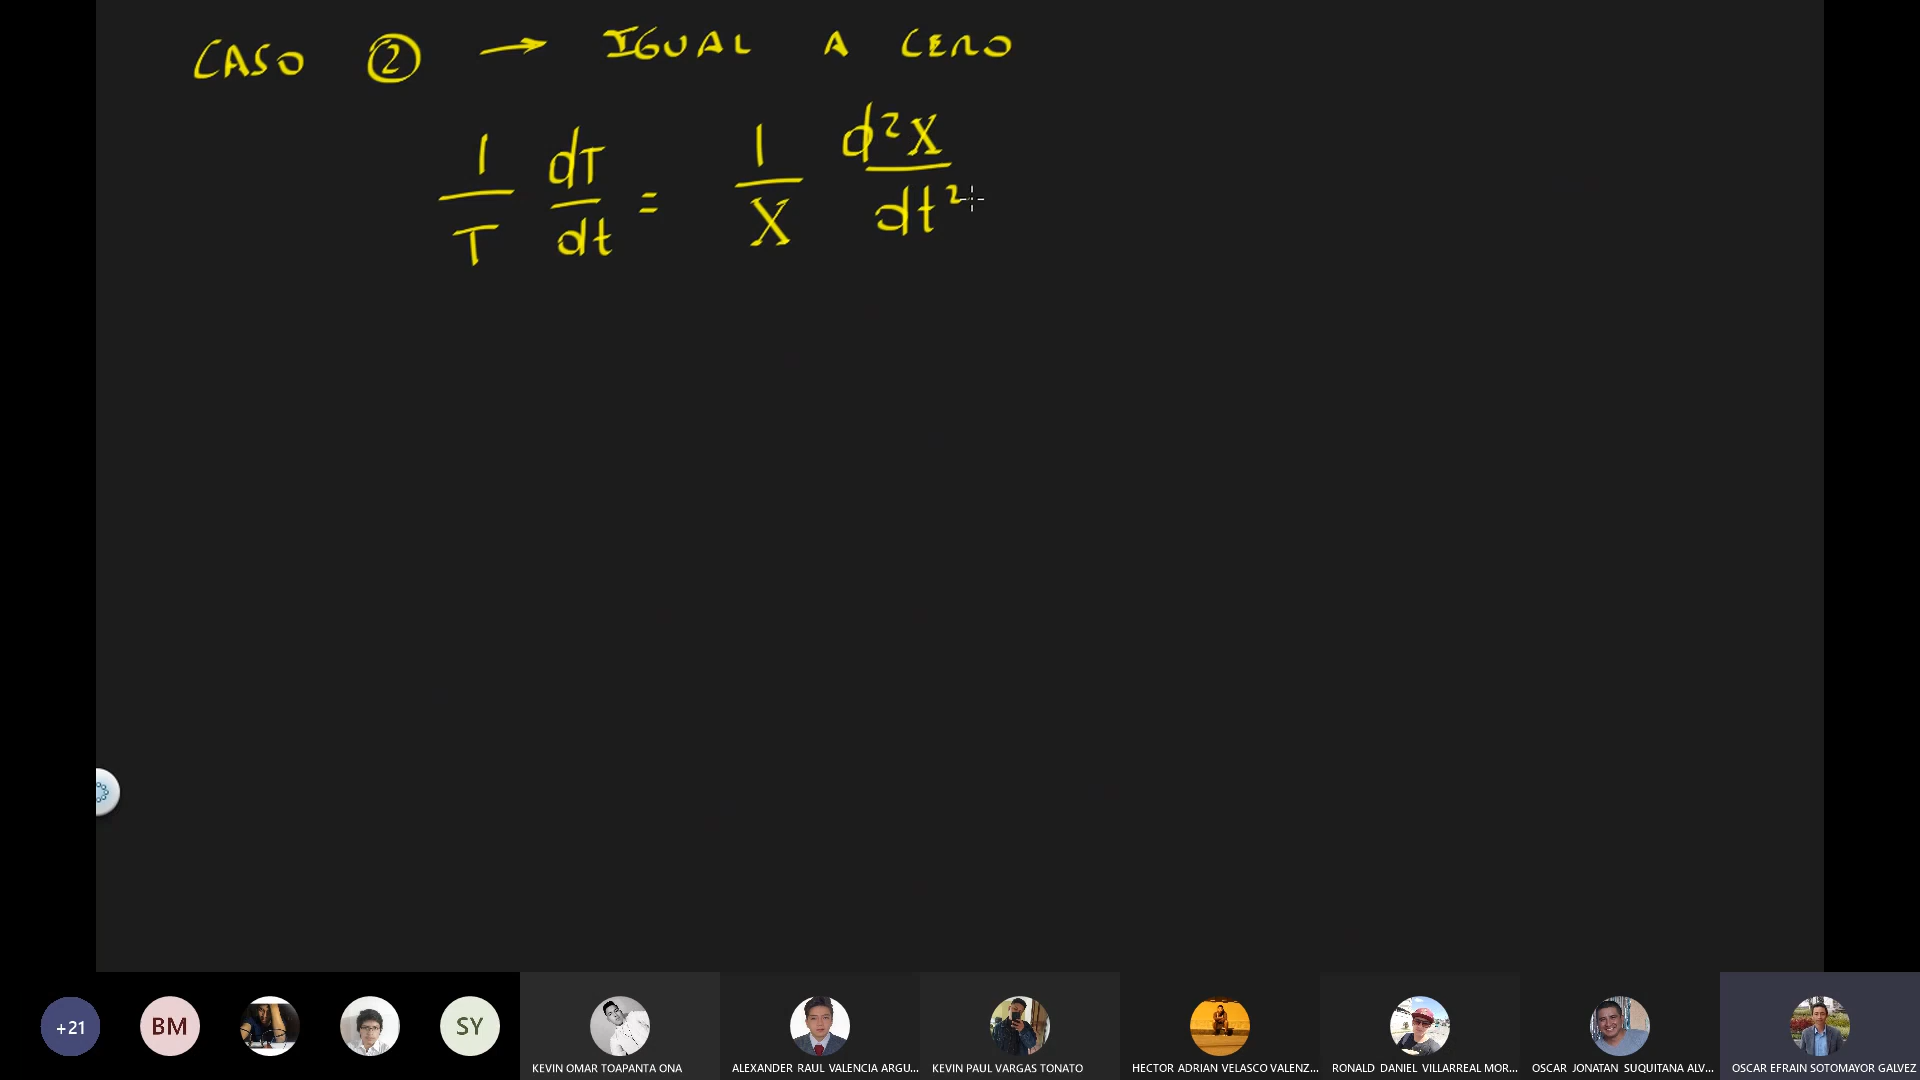 CASO ② → IGUAL A CERO
1/T dT/dt = 1/X d²X/dt²
+21 BM SY
KEVIN OMAR TOAPANTA ONA ALEXANDER RAUL VALENCIA ARGU... KEVIN PAUL VARGAS TONATO HECTOR ADRIAN VELASCO VALENZ... RONALD DANIEL VILLARREAL MOR... OSCAR JONATAN SUQUITANA ALV... OSCAR EFRAIN SOTOMAYOR GALVEZ